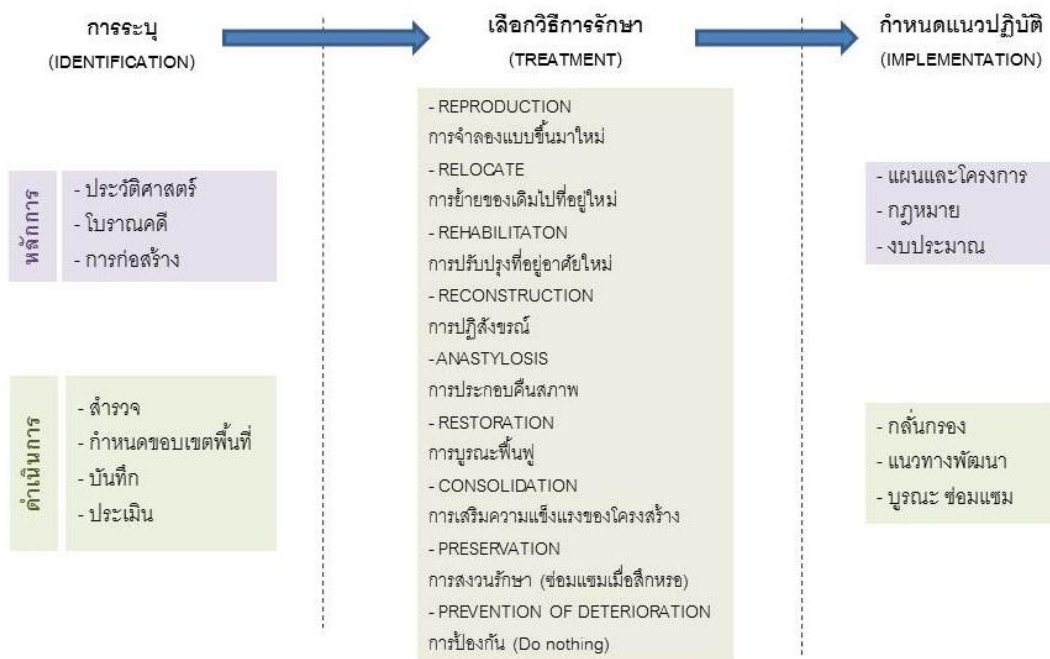 การระบุ
(IDENTIFICATION)
เลือกวิธีการรักษา
(TREATMENT)
กำหนดแนวปฏิบัติ
(IMPLEMENTATION)
หลักการ
- ประวัติศาสตร์
- โบราณคดี
- การก่อสร้าง
ดำเนินการ
- สำรวจ
- กำหนดขอบเขตพื้นที่
- บันทึก
- ประเมิน
- REPRODUCTION
การจำลองแบบขึ้นมาใหม่
- RELOCATE
การย้ายของเดิมไปที่อยู่ใหม่
- REHABILITATON
การปรับปรุงที่อยู่อาศัยใหม่
- RECONSTRUCTION
การปฏิสังขรณ์
-ANASTYLOSIS
การประกอบคืนสภาพ
- RESTORATION
การบูรณะฟื้นฟู
- CONSOLIDATION
การเสริมความแข็งแรงของโครงสร้าง
- PRESERVATION
การสงวนรักษา (ซ่อมแซมเมื่อสึกหรอ)
- PREVENTION OF DETERIORATION
การป้องกัน (Do nothing)
- แผนและโครงการ
- กฎหมาย
- งบประมาณ
- กลั่นกรอง
- แนวทางพัฒนา
- บูรณะ ซ่อมแซม